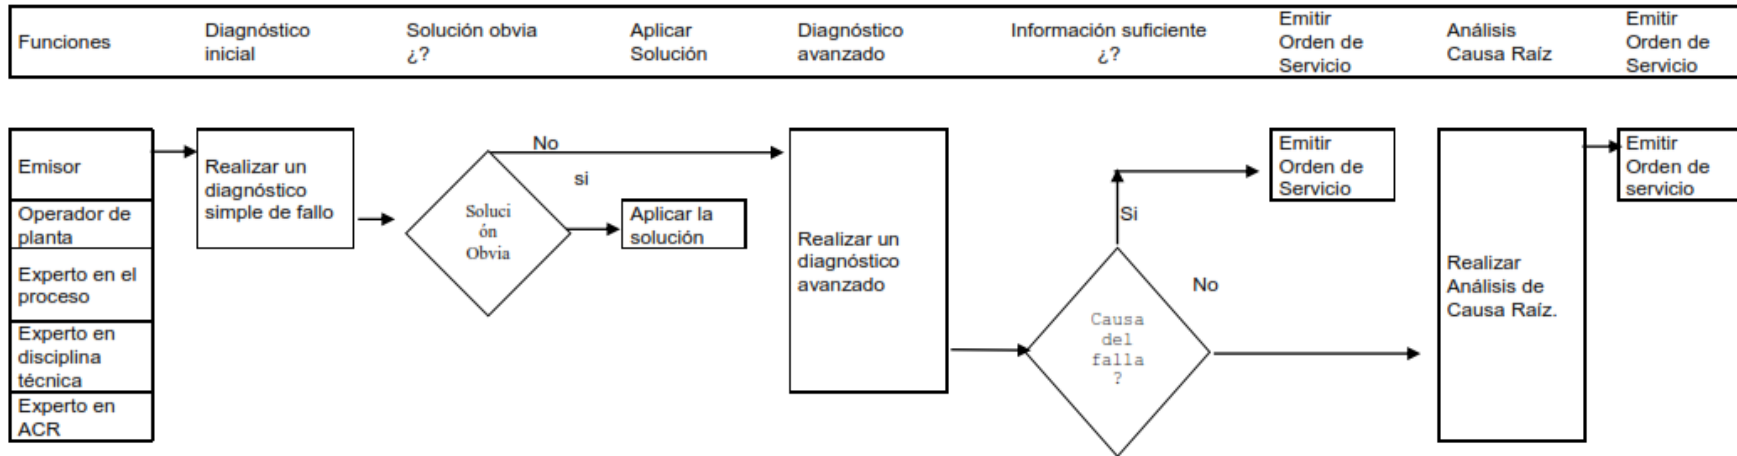 Funciones
Diagnóstico
inicial
Solución obvia
¿?
Aplicar
Solución
Diagnóstico
avanzado
Información suficiente
¿?
Emitir
Orden de
Servicio
Análisis
Causa Raíz
Emitir
Orden de
Servicio
Emisor
Operador de
planta
Experto en el
proceso
Experto en
disciplina
técnica
Experto en
ACR
Realizar un
diagnóstico
simple de fallo
Soluci
ón
Obvia
No
si
Aplicar la
solución
Realizar un
diagnóstico
avanzado
Causa
del
falla
?
Si
No
Emitir
Orden de
Servicio
Realizar
Análisis de
Causa Raíz.
Emitir
Orden de
servicio